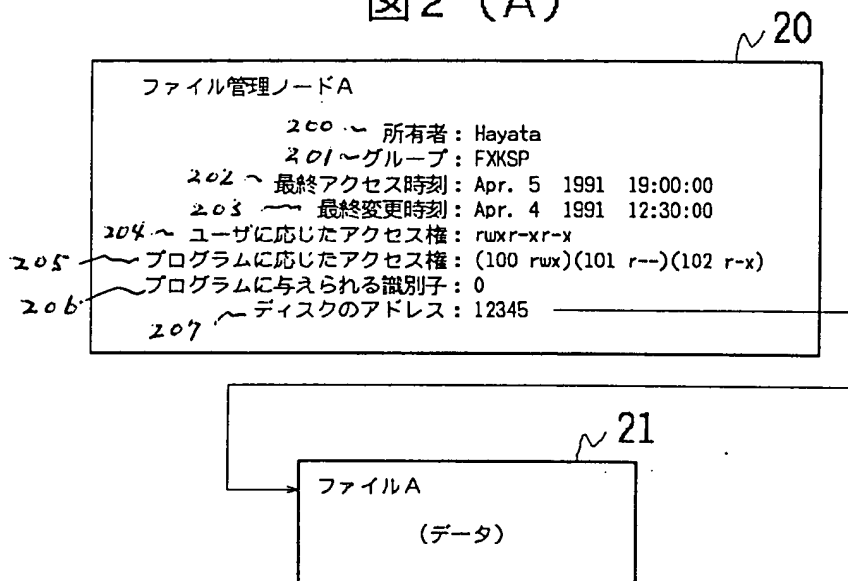 図2 (A)
20
ファイル管理ノードA
200 所有者: Hayata
201 グループ: FXKSP
202 最終アクセス時刻: Apr. 5 1991 19:00:00
203 最終変更時刻: Apr. 4 1991 12:30:00
204 ユーザに応じたアクセス権: rwxr-xr-x
205 プログラムに応じたアクセス権: (100 rwx)(101 r--)(102 r-x)
206 プログラムに与えられる識別子: 0
207 ディスクのアドレス: 12345
21
ファイルA
(データ)